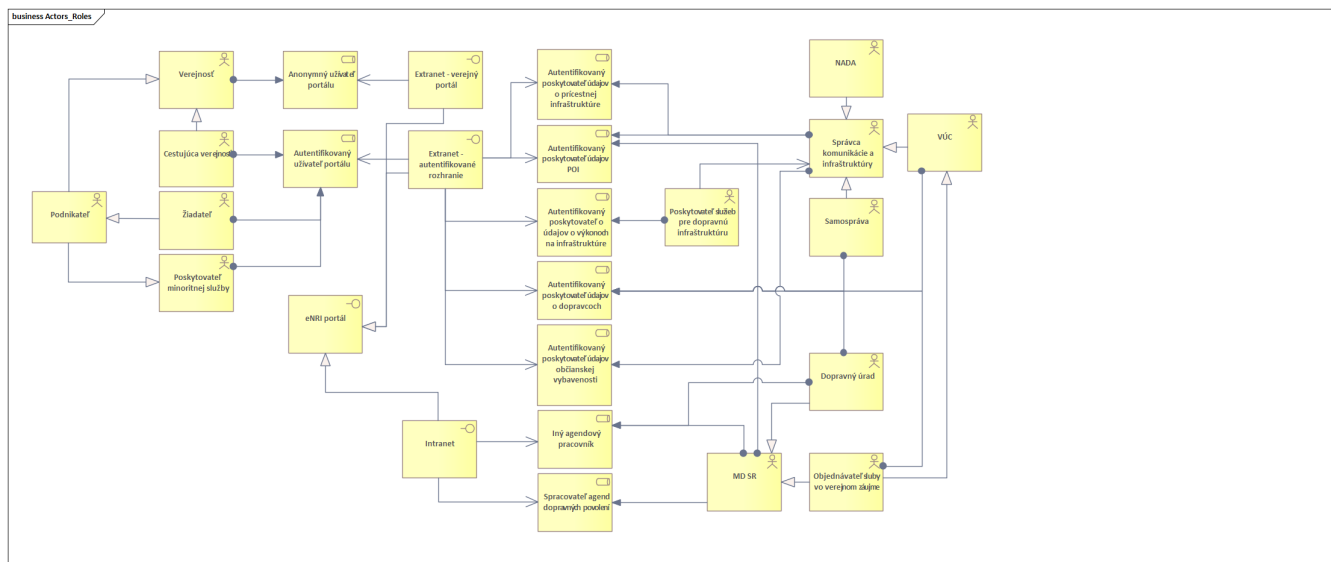 business Actors_Roles
Verejnosť
Anonymný užívateľ
portálu
Extranet - verejný
portál
Autentifikovaný
poskytovateľ údajov
o prícestnej
infraštruktúre
NADA
Cestujúca verejnosť
Autentifikovaný
užívateľ portálu
Extranet -
autentifikované
rozhranie
Autentifikovaný
poskytovateľ údajov
POI
Správca
komunikácie a
infraštruktúry
VÚC
Podnikateľ
Žiadateľ
Autentifikovaný
poskytovateľ o
údajov o výkonoch
na infraštruktúre
Poskytovateľ služieb
pre dopravnú
infraštruktúru
Samospráva
Poskytovateľ
minoritnej služby
Autentifikovaný
poskytovateľ údajov
o dopravcoch
eNRI portál
Autentifikovaný
poskytovateľ údajov
občianskej
vybavenosti
Dopravný úrad
Intranet
Iný agendový
pracovník
MD SR
Objednávateľ služby
vo verejnom záujme
Spracovateľ agend
dopravných povolení